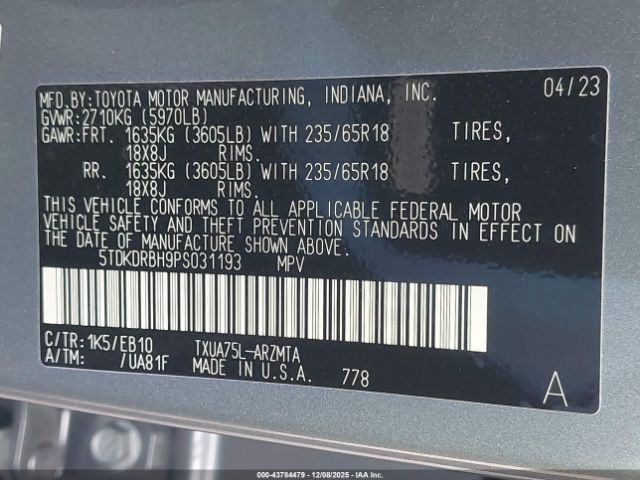 MFD.BY:TOYOTA MOTOR MANUFACTURING, INDIANA, INC. 04/23
GVWR:2710KG (5970LB)
GAWR:FRT. 1635KG (3605LB) WITH 235/65R18 TIRES,
18X8J RIMS.
RR. 1635KG (3605LB) WITH 235/65R18 TIRES,
18X8J RIMS.
THIS VEHICLE CONFORMS TO ALL APPLICABLE FEDERAL MOTOR
VEHICLE SAFETY AND THEFT PREVENTION STANDARDS IN EFFECT ON
THE DATE OF MANUFACTURE SHOWN ABOVE.
5TDKDRBH9PS031193 MPV
C/TR:1K5/EB10 TXUA75L-ARZMTA
A/TM: /UA81F MADE IN U.S.A. 778 A
000-43784479 - 12/08/2025 - IAAI.COM